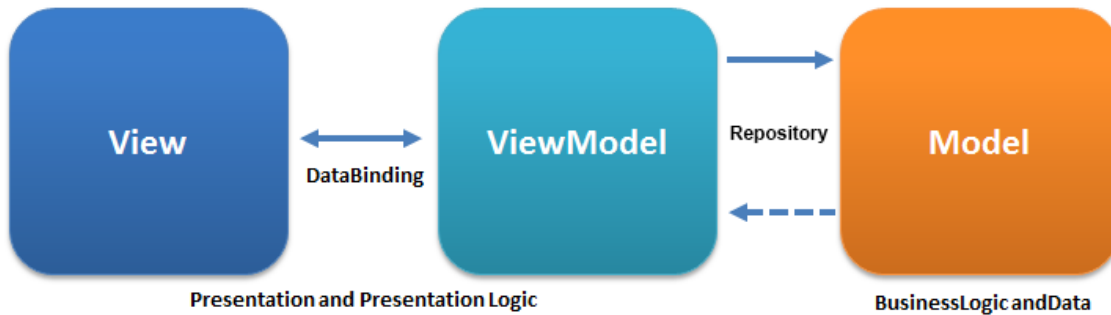 View
DataBinding
ViewModel
Repository
Model
Presentation and Presentation Logic
BusinessLogic andData